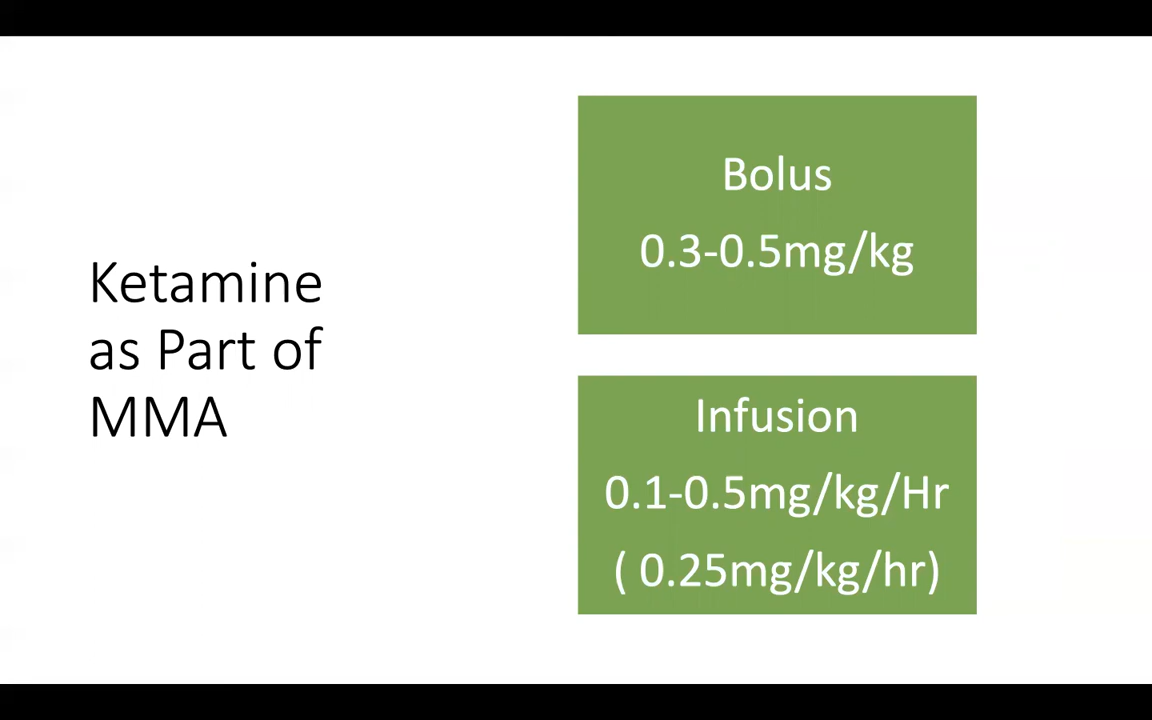 Ketamine
as Part of
MMA
Bolus
0.3-0.5mg/kg
Infusion
0.1-0.5mg/kg/Hr
( 0.25mg/kg/hr)